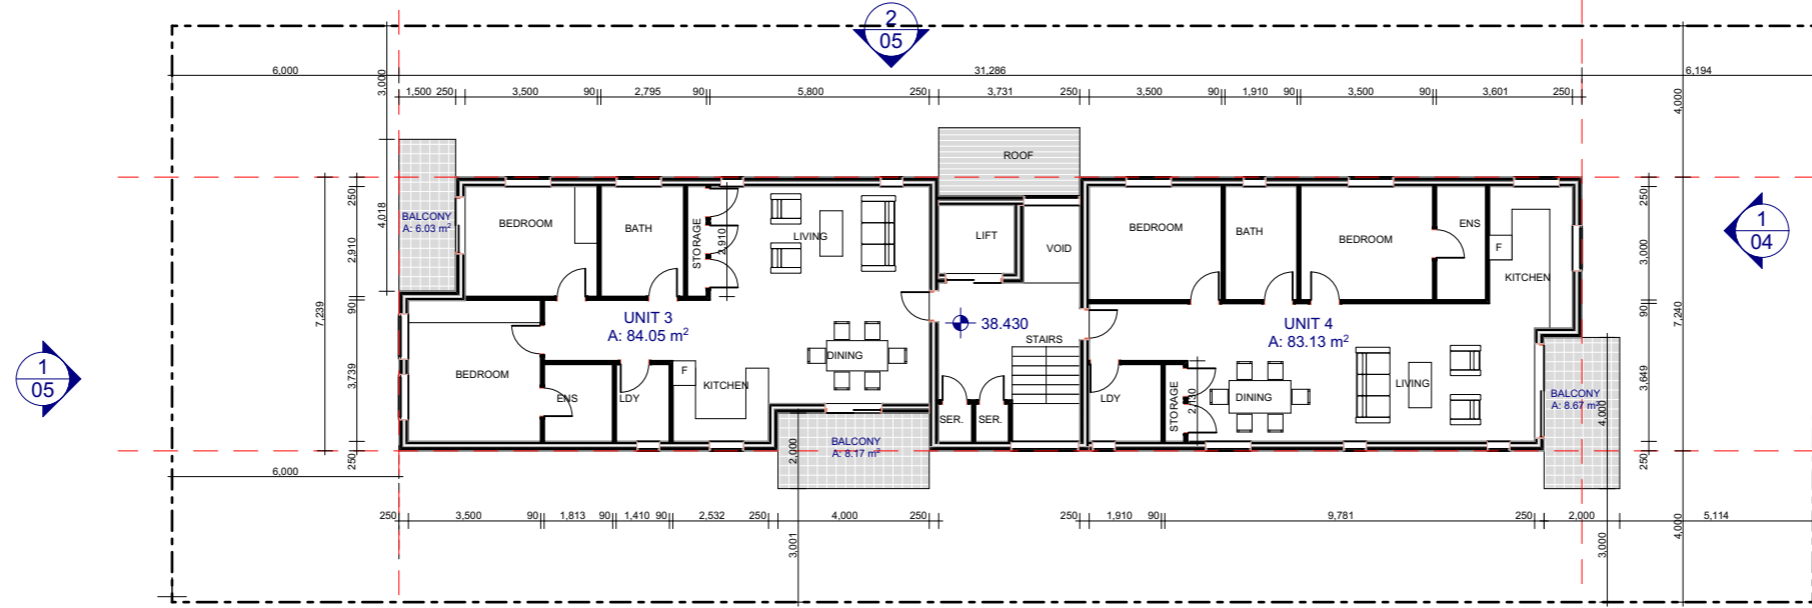 2
05
6,000
31,286
6,194
3,000
1,500 250
3,500
90
2,795
90
5,800
250
3,731
250
3,500
90
1,910
90
3,500
90
3,601
250
4,000
ROOF
250
4,018
7,239
2,910
90
3,739
250
BALCONY
A: 6.03 m²
BEDROOM
BATH
STORAGE
2,910
LIVING
LIFT
VOID
BEDROOM
BATH
BEDROOM
ENS
F
KITCHEN
250
3,000
90
7,240
3,649
250
1
04
UNIT 3
A: 84.05 m²
38.430
STAIRS
UNIT 4
A: 83.13 m²
1
05
BEDROOM
ENS
LDY
F
KITCHEN
DINING
SER.
SER.
LDY
STORAGE
2,130
DINING
LIVING
BALCONY
A: 8.67 m²
4,000
BALCONY
A: 8.17 m²
2,000
6,000
250
3,500
90
1,813
90
1,410
90
2,532
250
4,000
250
250
1,910
90
9,781
250
2,000
5,114
3,001
3,000
4,000